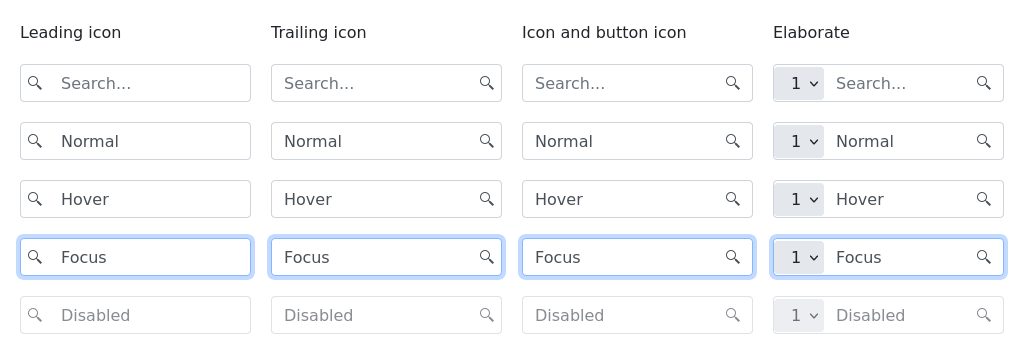 Leading icon Trailing icon Icon and button icon Elaborate
Search... Search... Search... 1 Search...
Normal Normal Normal 1 Normal
Hover Hover Hover 1 Hover
Focus Focus Focus 1 Focus
Disabled Disabled Disabled 1 Disabled